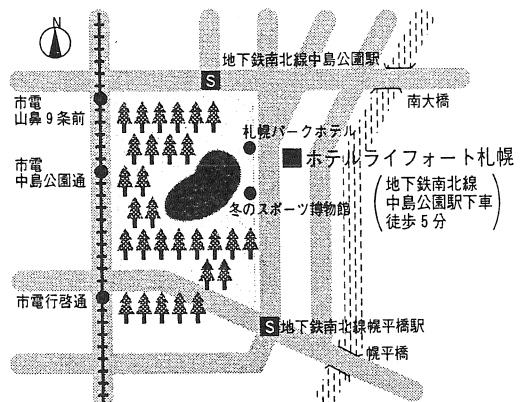 N
地下鉄南北線中島公園駅
S
市電
山鼻9条前
南大橋
札幌パークホテル
ホテルライフォート札幌
市電
中島公園通
(地下鉄南北線
中島公園駅下車
徒歩5分)
冬のスポーツ博物館
市電行啓通
S
地下鉄南北線幌平橋駅
幌平橋